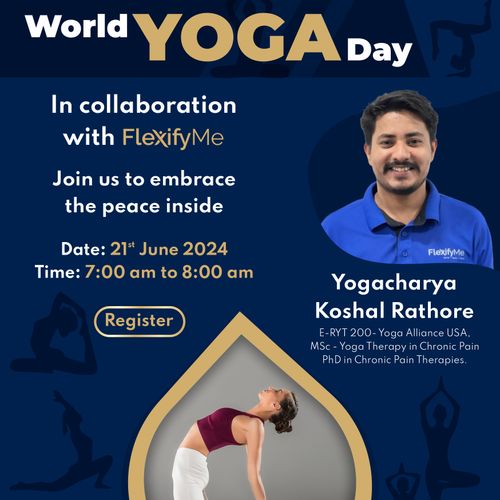 World YOGA Day
In collaboration
with FlexifyMe
Join us to embrace
the peace inside
Date: 21st June 2024
Time: 7:00 am to 8:00 am
Register
FlexifyMe
Yogacharya
Koshal Rathore
E-RYT 200- Yoga Alliance USA,
MSc - Yoga Therapy in Chronic Pain
PhD in Chronic Pain Therapies.